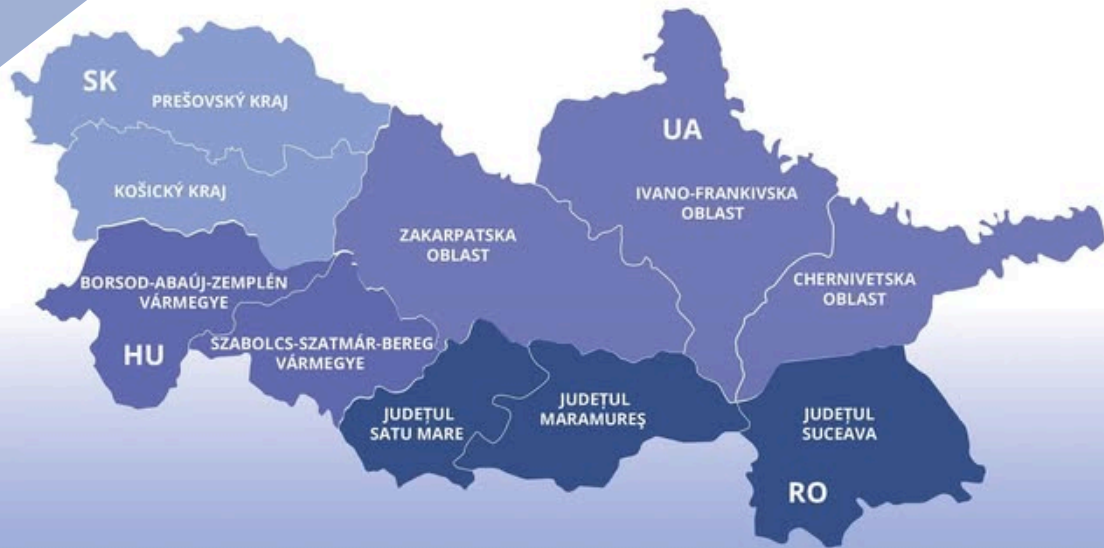 SK
PREŠOVSKÝ KRAJ
KOŠICKÝ KRAJ
UA
IVANO-FRANKIVSKA
OBLAST
ZAKARPATSKA
OBLAST
CHERNIVETSKA
OBLAST
BORSOD-ABAÚJ-ZEMPLÉN
VÁRMEGYE
HU
SZABOLCS-SZATMÁR-BEREG
VÁRMEGYE
JUDEȚUL
SATU MARE
JUDEȚUL
MARAMUREŞ
JUDEȚUL
SUCEAVA
RO